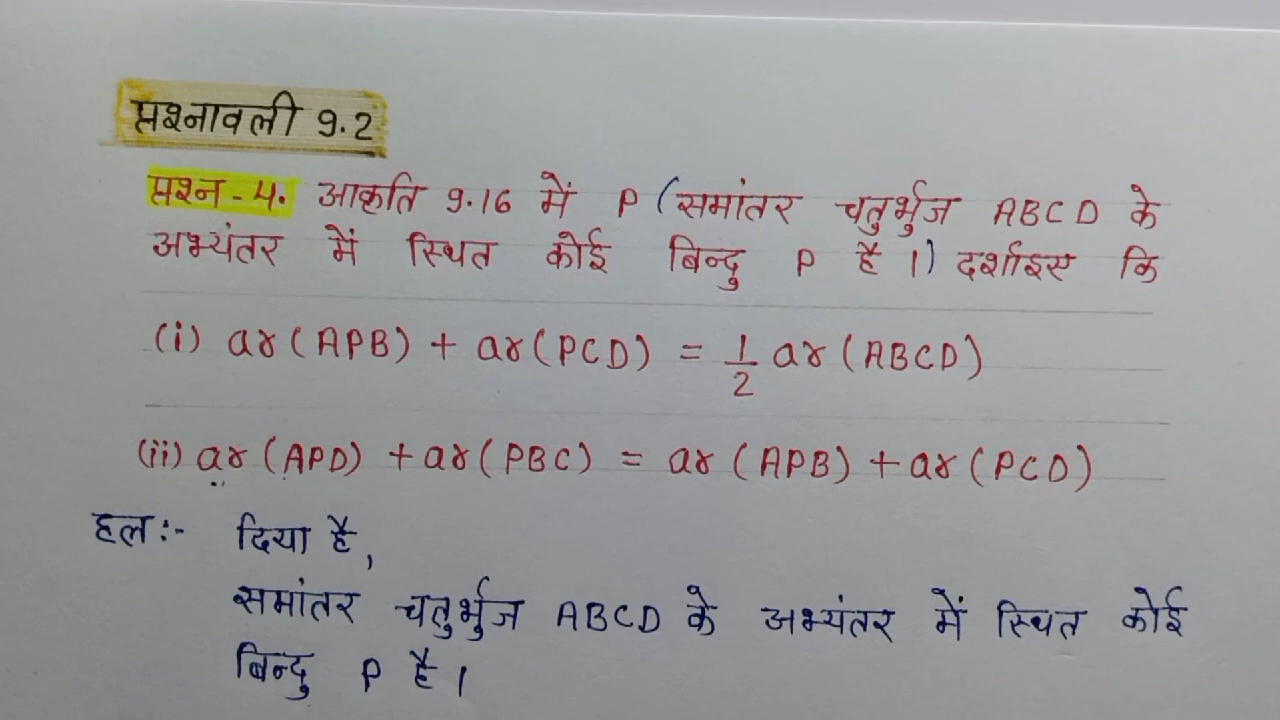 प्रश्नावली 9.2
प्रश्न-4. आकृति 9.16 में P (समांतर चतुर्भुज ABCD के
अभ्यंतर में स्थित कोई बिन्दु P है ।) दर्शाइए कि
(i) ar(APB) + ar(PCD) = 1/2 ar(ABCD)
(ii) ar (APD) + ar(PBC) = ar (APB) + ar(PCD)
हल:- दिया है,
समांतर चतुर्भुज ABCD के अभ्यंतर में स्थित कोई
बिन्दु P है।